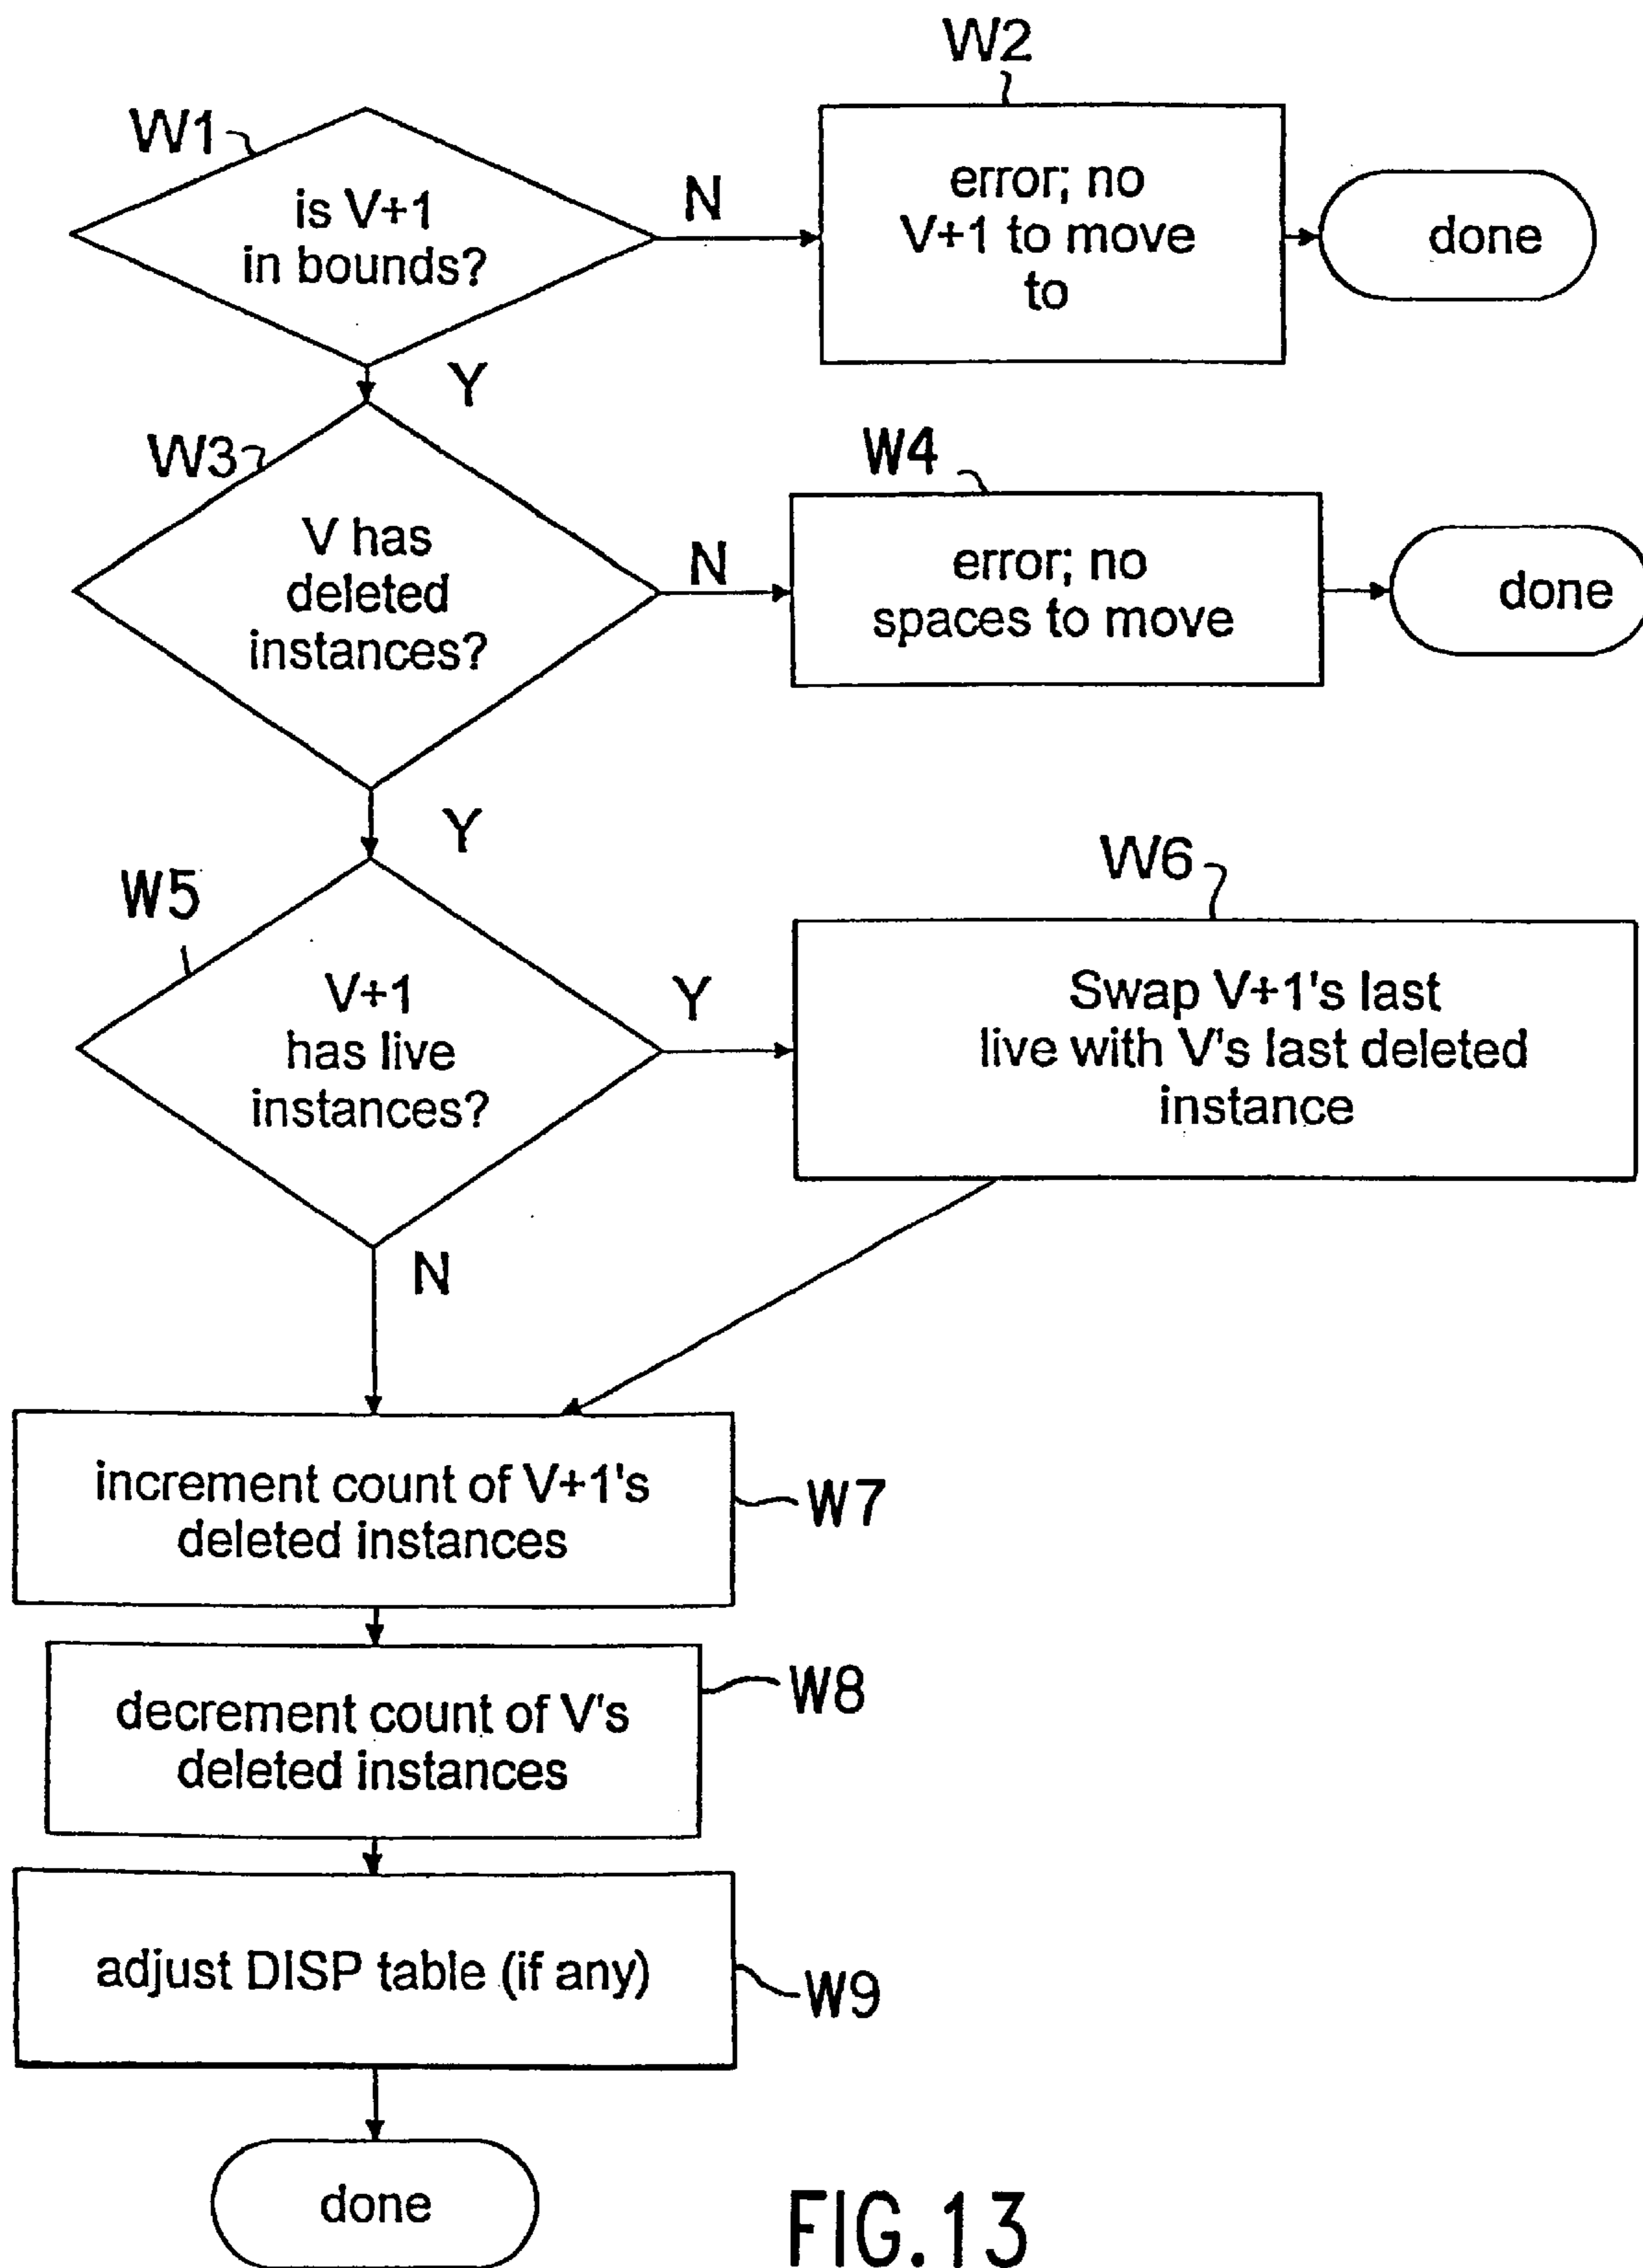 W2
W1
is V+1
in bounds?
N
error; no
V+1 to move
to
done
Y
W3
V has
deleted
instances?
N
W4
error; no
spaces to move
done
Y
W5
V+1
has live
instances?
Y
W6
Swap V+1's last
live with V's last deleted
instance
N
increment count of V+1's
deleted instances
W7
decrement count of V's
deleted instances
W8
adjust DISP table (if any)
W9
done
FIG.13